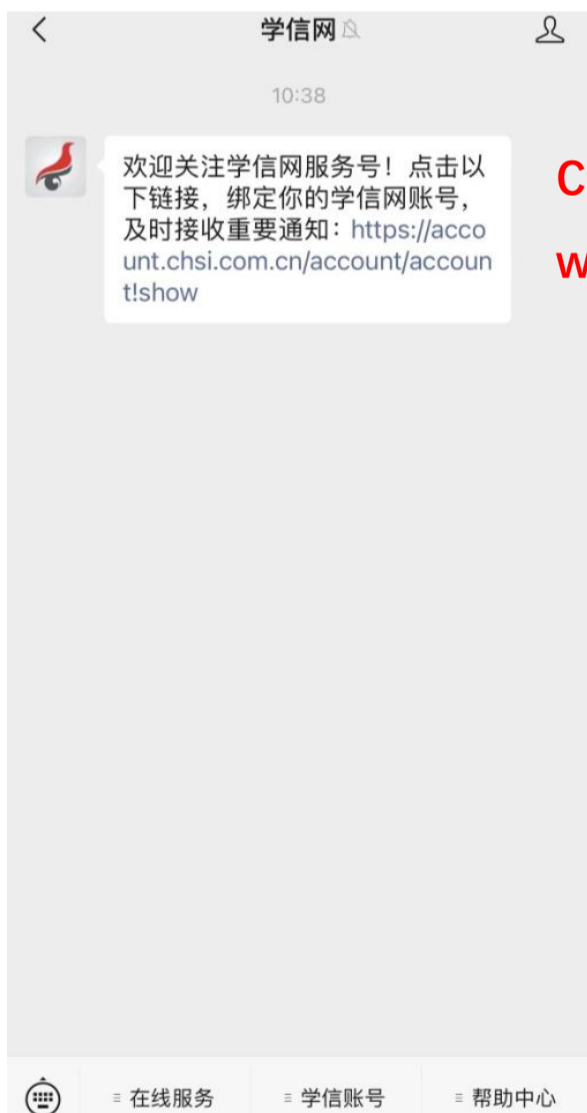 学信网
10:38
欢迎关注学信网服务号！点击以
下链接，绑定你的学信网账号，
及时接收重要通知：https://acco
unt.chsi.com.cn/account/accoun
t!show
C
w
在线服务
学信账号
帮助中心